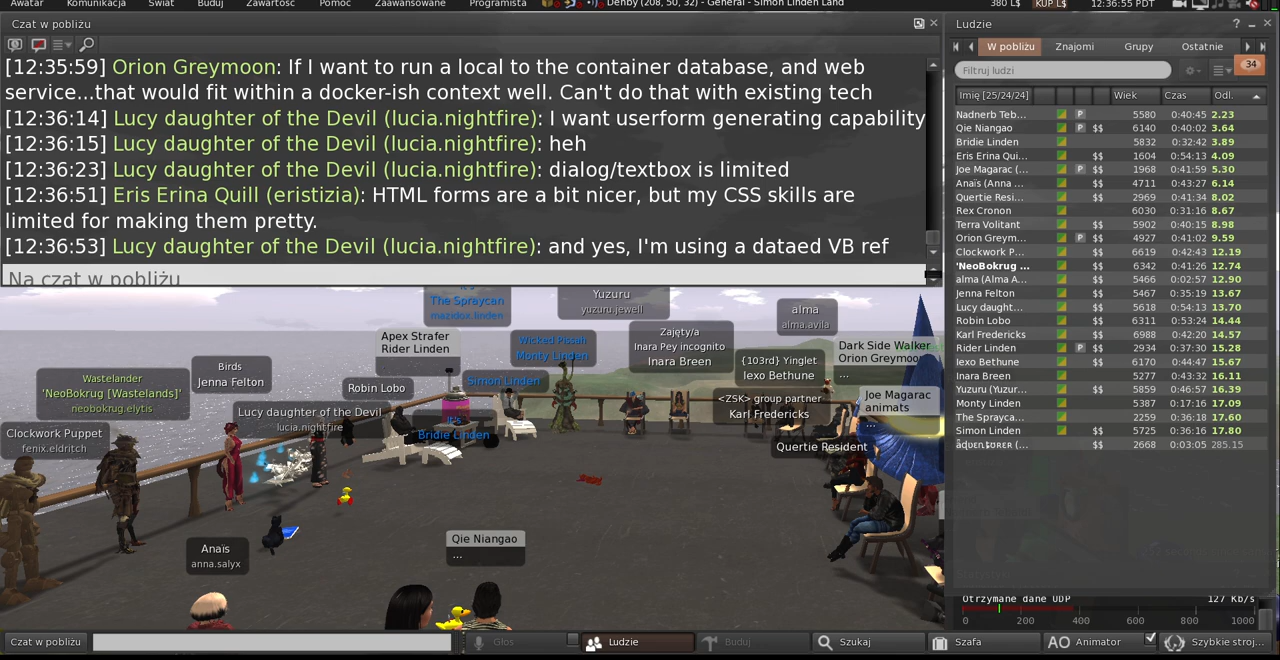 Awatar Komunikacja Świat Buduj Zawartość Pomoc Zaawansowane Programista Denby (208, 50, 32) - General - Simon Linden Land 380 L$ KUP L$ 12:36:55 PDT
Czat w pobliżu
[12:35:59] Orion Greymoon: If I want to run a local to the container database, and web
service...that would fit within a docker-ish context well. Can't do that with existing tech
[12:36:14] Lucy daughter of the Devil (lucia.nightfire): I want userform generating capability
[12:36:15] Lucy daughter of the Devil (lucia.nightfire): heh
[12:36:23] Lucy daughter of the Devil (lucia.nightfire): dialog/textbox is limited
[12:36:51] Eris Erina Quill (eristizia): HTML forms are a bit nicer, but my CSS skills are
limited for making them pretty.
[12:36:53] Lucy daughter of the Devil (lucia.nightfire): and yes, I'm using a dataed VB ref
Na czat w pobliżu
The Spraycan
mazidox.linden
Yuzuru
yuzuru.jewell
alma
alma.avila
Apex Strafer
Rider Linden
Wicked Pissah
Monty Linden
Zajęty/a
Inara Pey incognito
Inara Breen
Dark Side Walker
Orion Greymoon
...
{103rd} Yinglet
Iexo Bethune
Birds
Jenna Felton
Wastelander
'NeoBokrug [Wastelands]'
neobokrug.elytis
Robin Lobo
Simon Linden
Joe Magarac
animats
...
<ZSK> group partner
Karl Fredericks
Lucy daughter of the Devil
lucia.nightfire
It's
Bridie Linden
Clockwork Puppet
fenix.eldritch
Quertie Resident
Qie Niangao
...
Anaïs
anna.salyx
Ludzie
? _ ×
W pobliżu Znajomi Grupy Ostatnie
Filtruj ludzi
34
Imię [25/24/24] Wiek Czas Odl.
Nadnerb Teb... P 5580 0:40:45 2.23
Qie Niangao P $$ 6140 0:40:02 3.64
Bridie Linden 5832 0:32:42 3.89
Eris Erina Qui... $$ 1604 0:54:13 4.09
Joe Magarac (... P $$ 1968 0:41:59 5.30
Anaïs (Anna ... $$ 4711 0:43:27 6.14
Quertie Resi... $$ 2969 0:41:34 8.02
Rex Cronon 6030 0:31:16 8.67
Terra Volitant $$ 5902 0:40:15 8.98
Orion Greym... P $$ 4927 0:41:02 9.59
Clockwork P... $$ 6619 0:42:43 12.19
'NeoBokrug ... $$ 6342 0:41:26 12.74
alma (Alma A... $$ 5466 0:02:57 12.90
Jenna Felton $$ 5467 0:35:19 13.67
Lucy daught... $$ 5618 0:54:13 13.70
Robin Lobo $$ 6311 0:53:24 14.44
Karl Fredericks $$ 6988 0:42:20 14.57
Rider Linden P $$ 2934 0:37:30 15.28
Iexo Bethune $$ 6170 0:44:47 15.67
Inara Breen 5277 0:43:32 16.11
Yuzuru (Yuzur... $$ 5859 0:46:57 16.39
Monty Linden 5387 0:17:16 17.09
The Sprayca... 2259 0:36:18 17.60
Simon Linden $$ 5725 0:36:16 17.80
$$ 2668 0:03:05 285.15
Otrzymane dane UDP 127 Kb/s
0 200 400 600 800 1000
Czat w pobliżu Głos Ludzie Buduj Szukaj Szafa AO Animator Szybkie stroj...